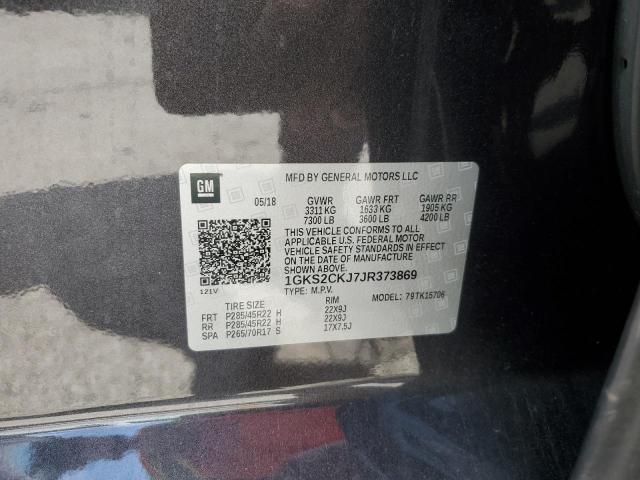 GM
MFD BY GENERAL MOTORS LLC
05/18 GVWR GAWR FRT GAWR RR
3311 KG 1633 KG 1905 KG
7300 LB 3600 LB 4200 LB
THIS VEHICLE CONFORMS TO ALL
APPLICABLE U.S. FEDERAL MOTOR
VEHICLE SAFETY STANDARDS IN EFFECT
ON THE DATE OF MANUFACTURE
SHOWN ABOVE.
1GKS2CKJ7JR373869
121V TYPE: M.P.V. MODEL: 79TK15706
TIRE SIZE RIM
FRT P285/45R22 H 22X9J
RR P285/45R22 H 22X9J
SPA P265/70R17 S 17X7.5J